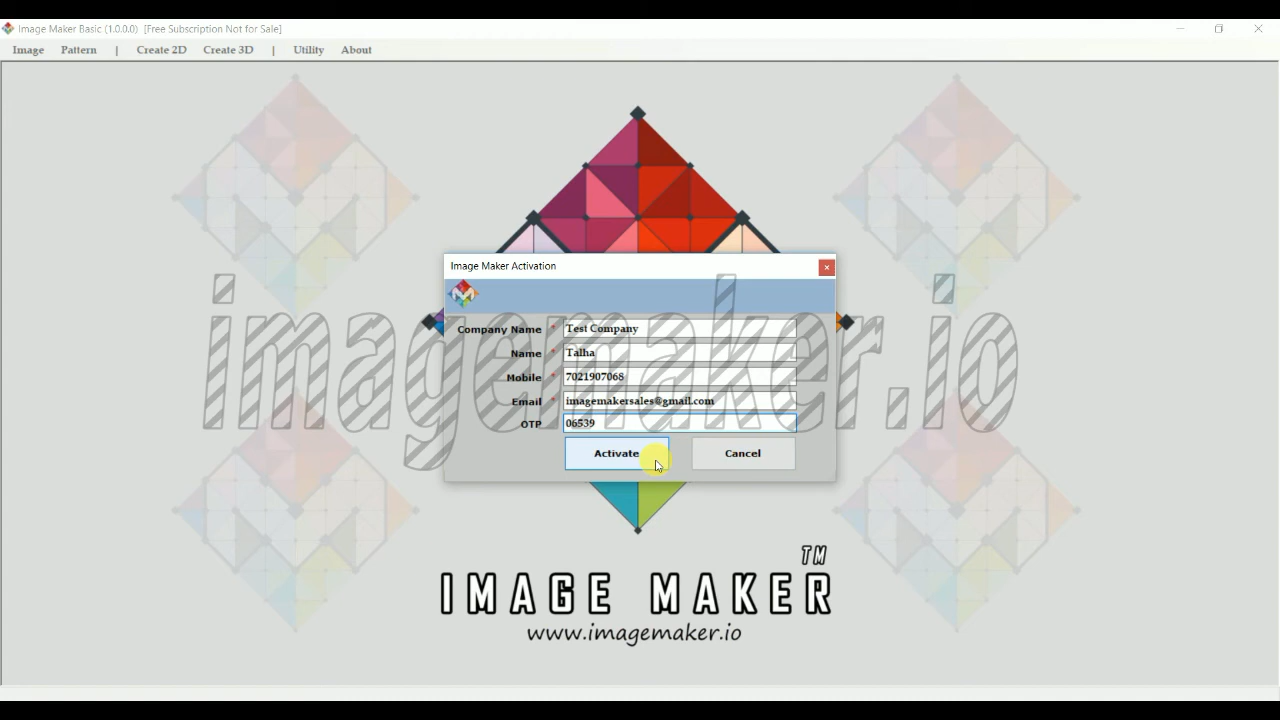 Image Maker Basic (1.0.0.0) [Free Subscription Not for Sale]
Image Pattern | Create 2D Create 3D | Utility About
Image Maker Activation
Company Name * Test Company
Name * Talha
Mobile * 7021907068
Email * imagemakersales@gmail.com
OTP 06539
Activate Cancel
imagemaker.io
IMAGE MAKER TM
www.imagemaker.io